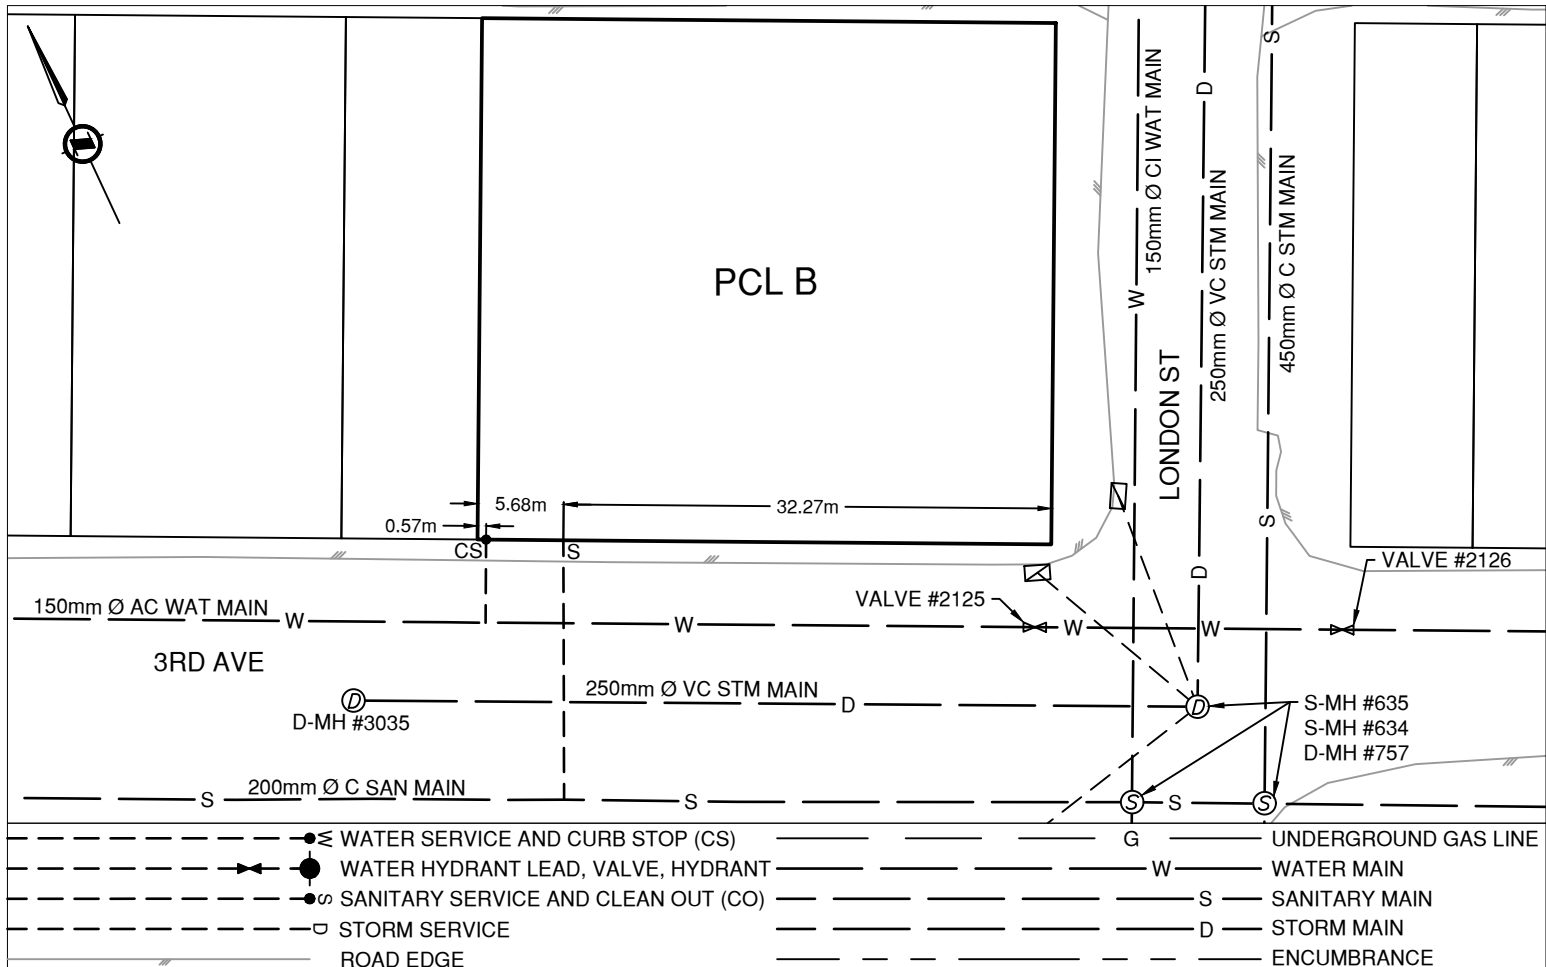 150mm Ø CI WAT MAIN
D
S
250mm Ø VC STM MAIN
450mm Ø C STM MAIN
PCL B
W
LONDON ST
5.68m
32.27m
0.57m
CS
S
S
D
VALVE #2126
150mm Ø AC WAT MAIN
VALVE #2125
W
W
W
W
3RD AVE
250mm Ø VC STM MAIN
D
D
D
D-MH #3035
S-MH #635
S-MH #634
D-MH #757
200mm Ø C SAN MAIN
S
S
S
S
S
W WATER SERVICE AND CURB STOP (CS)
G UNDERGROUND GAS LINE
WATER HYDRANT LEAD, VALVE, HYDRANT
W WATER MAIN
S SANITARY SERVICE AND CLEAN OUT (CO)
S SANITARY MAIN
D STORM SERVICE
D STORM MAIN
ROAD EDGE
ENCUMBRANCE